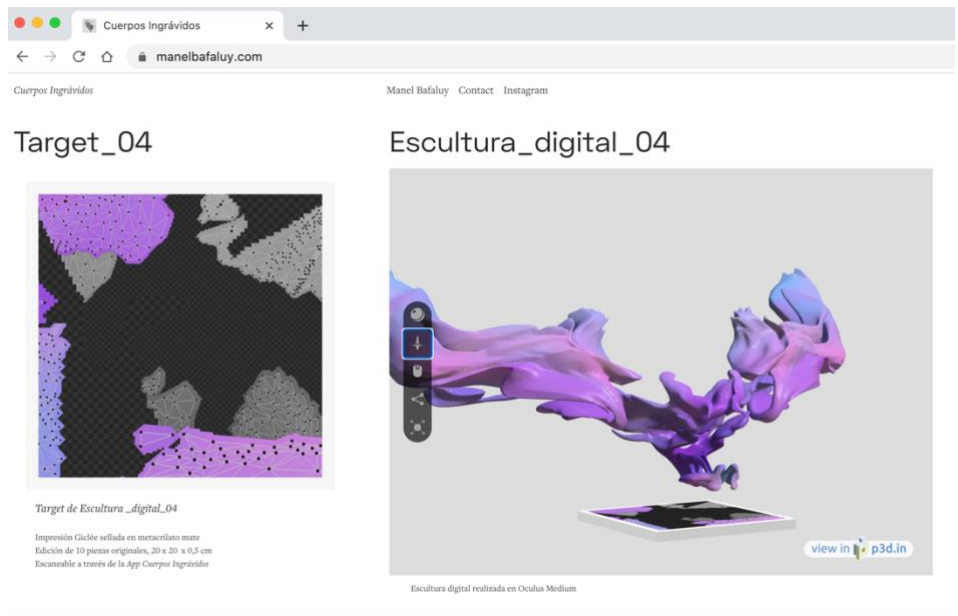 Cuerpos Ingrávidos
manelbafaluy.com
Cuerpos Ingrávidos
Manel Bafaluy Contact Instagram
Target_04
Escultura_digital_04
view in p3d.in
Target de Escultura _digital_04
Impresión Giclée sellada en metacrilato mate
Edición de 10 piezas originales, 20 x 20 x 0,5 cm
Escaneable a través de la App Cuerpos Ingrávidos
Escultura digital realizada en Oculus Medium